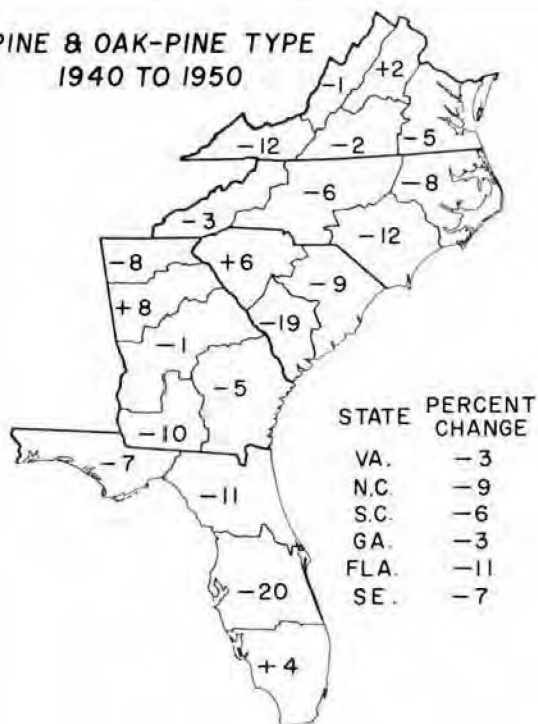 PINE & OAK-PINE TYPE
1940 TO 1950
-1
+2
-12
-2
-5
-3
-6
-8
-12
-8
+6
-9
+8
-19
-1
-5
-10
-7
-11
-20
+4
STATE PERCENT CHANGE
VA. -3
N.C. -9
S.C. -6
GA. -3
FLA. -11
SE. -7